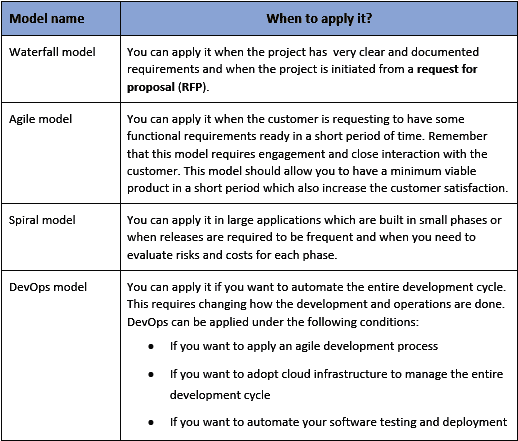 Model name
When to apply it?
Waterfall model
You can apply it when the project has very clear and documented
requirements and when the project is initiated from a request for
proposal (RFP).
Agile model
You can apply it when the customer is requesting to have some
functional requirements ready in a short period of time. Remember
that this model requires engagement and close interaction with the
customer. This model should allow you to have a minimum viable
product in a short period which also increase the customer satisfaction.
Spiral model
You can apply it in large applications which are built in small phases or
when releases are required to be frequent and when you need to
evaluate risks and costs for each phase.
DevOps model
You can apply it if you want to automate the entire development cycle.
This requires changing how the development and operations are done.
DevOps can be applied under the following conditions:
• If you want to apply an agile development process
• If you want to adopt cloud infrastructure to manage the entire
development cycle
• If you want to automate your software testing and deployment